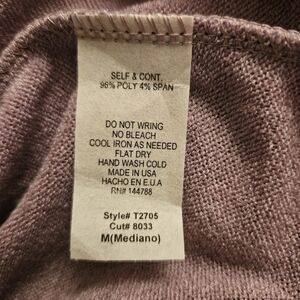 SELF & CONT.
96% POLY 4% SPAN
DO NOT WRING
NO BLEACH
COOL IRON AS NEEDED
FLAT DRY
HAND WASH COLD
MADE IN USA
HACHO EN E.U.A
RN# 144788
Style# T2705
Cut# 8033
M(Mediano)